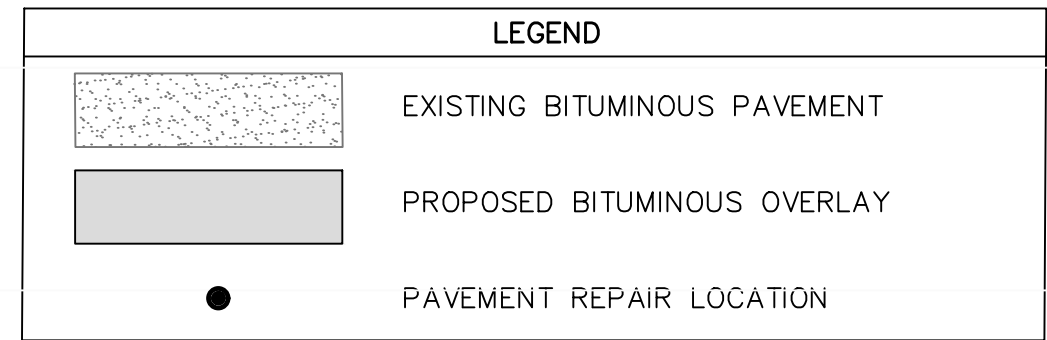 LEGEND
EXISTING BITUMINOUS PAVEMENT
PROPOSED BITUMINOUS OVERLAY
PAVEMENT REPAIR LOCATION